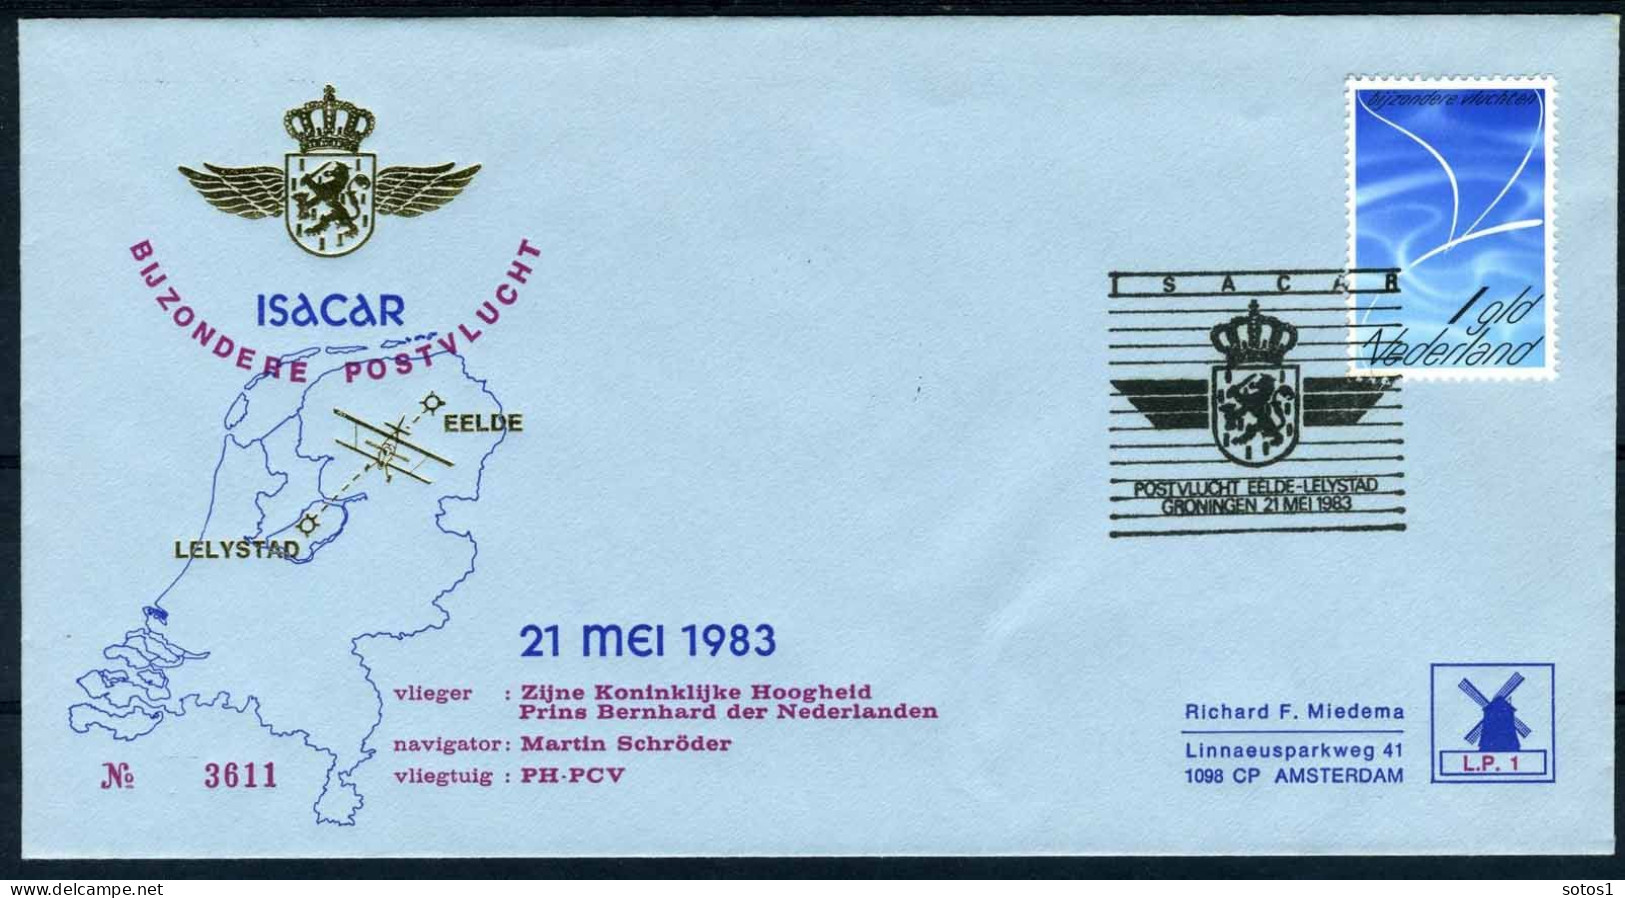 bijzondere vluchten
1 gld
Nederland
ISACAR
BIJZONDERE POSTVLUCHT
ISACAR
EELDE
LELYSTAD
POSTVLUCHT EELDE-LELYSTAD
GRONINGEN 21 MEI 1983
21 MEI 1983
vlieger : Zijne Koninklijke Hoogheid
Prins Bernhard der Nederlanden
navigator: Martin Schröder
vliegtuig : PH-PCV
№ 3611
Richard F. Miedema
Linnaeusparkweg 41
1098 CP AMSTERDAM
L.P. 1
© www.delcampe.net
sotos1